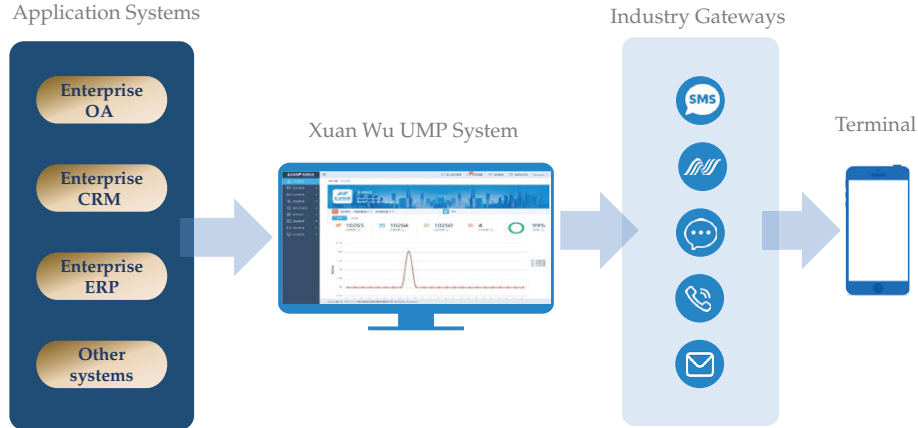 Application Systems
Industry Gateways
Enterprise
OA
SMS
Xuan Wu UMP System
Terminal
Enterprise
CRM
10265
10264
10260
4
99%
Enterprise
ERP
Other
systems